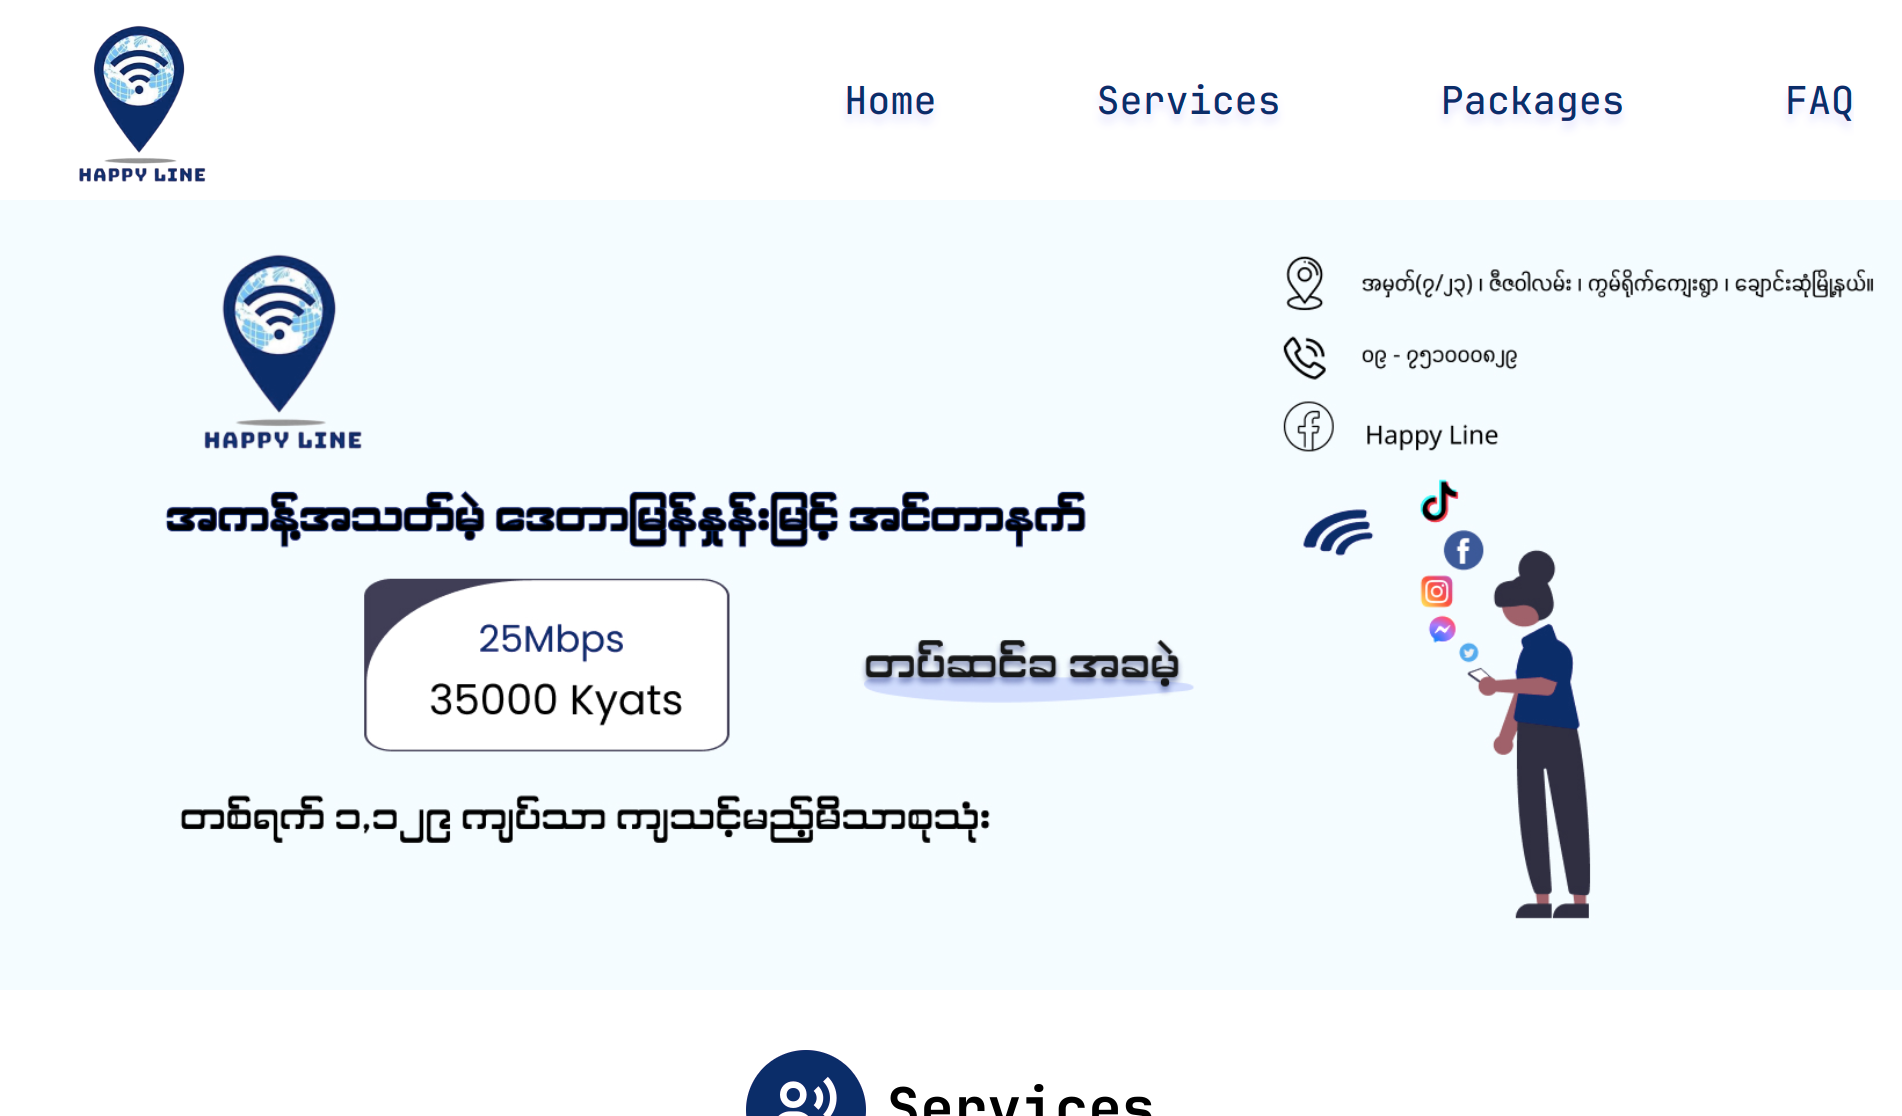 HAPPY LINE
Home Services Packages FAQ
HAPPY LINE
အမှတ်(၇/၂၃)၊ ဇီဇဝါလမ်း၊ ကွမ်ရိုက်ကျေးရွာ၊ ချောင်းဆုံမြို့နယ်။
၀၉ - ၇၅၁၀၀၀၈၂၉
Happy Line
အကန့်အသတ်မဲ့ ဒေတာမြန်နှုန်းမြင့် အင်တာနက်
25Mbps
35000 Kyats
တပ်ဆင်ခ အခမဲ့
တစ်ရက် ၁,၁၂၉ ကျပ်သာ ကျသင့်မည့်မိသာစုသုံး
Services